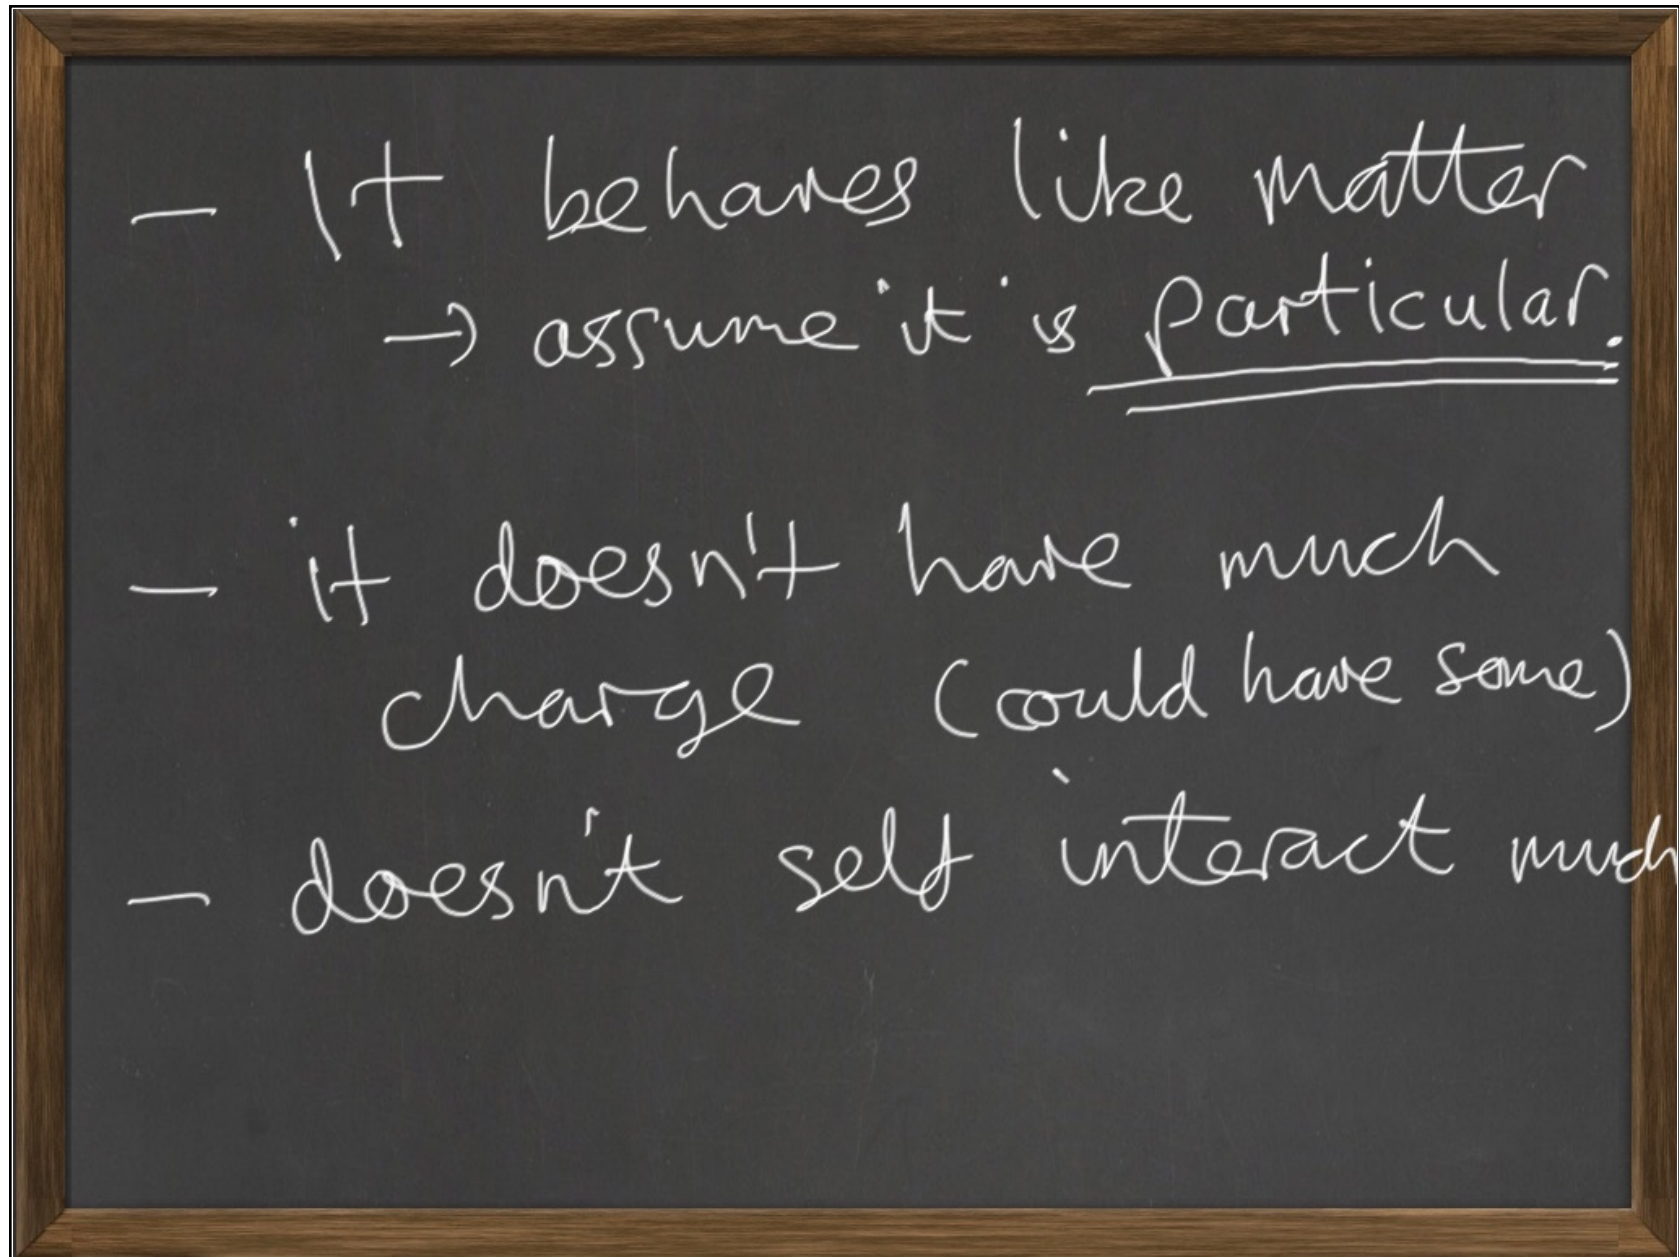 - It behaves like matter
→ assume it is particular.
- it doesn't have much
charge (could have some)
- doesn't self interact much